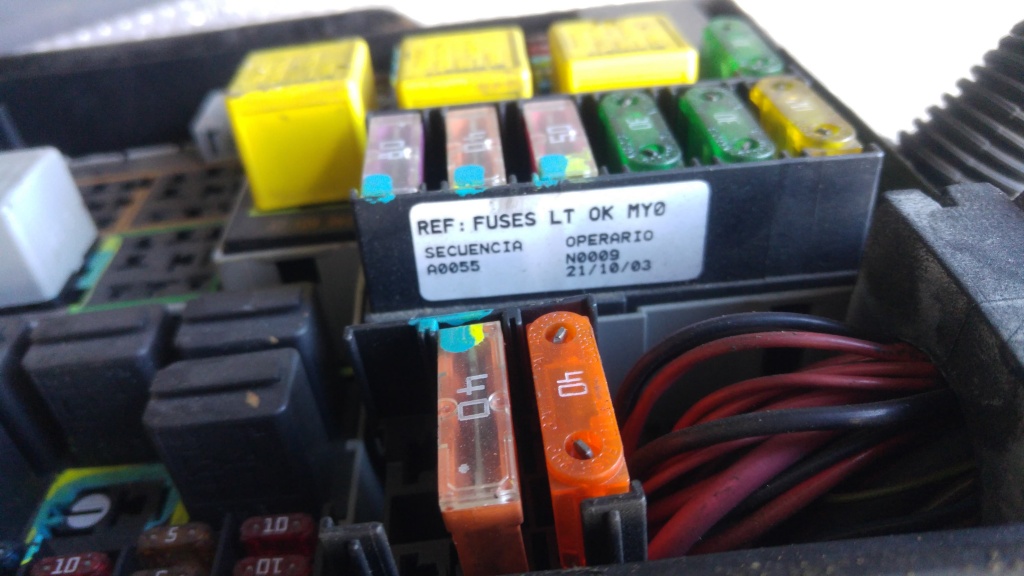 REF: FUSES LT OK MY0
SECUENCIA OPERARIO
A0055 N0009
21/10/03
40
40
5
10
10
10